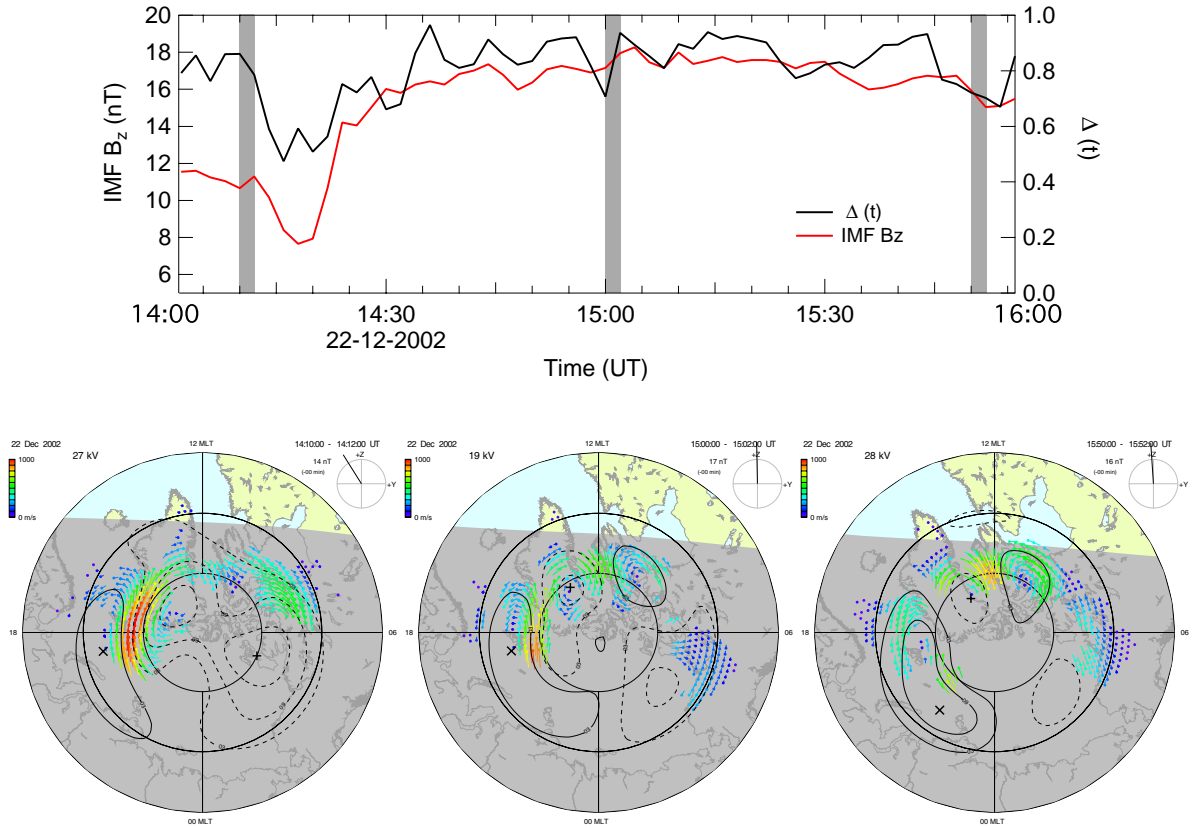 20
18
16
14
12
10
8
6
IMF Bz (nT)
1.0
0.8
0.6
0.4
0.2
0.0
Δ (t)
Δ (t)
IMF Bz
14:00
14:30
15:00
15:30
16:00
22-12-2002
Time (UT)
22 Dec 2002
27 kV
12 MLT
14:10:00 - 14:12:00 UT
+Z
14 nT
(-00 min)
+Y
1000
0 m/s
18
06
00 MLT
22 Dec 2002
19 kV
12 MLT
15:00:00 - 15:02:00 UT
+Z
17 nT
(-00 min)
+Y
1000
0 m/s
18
06
00 MLT
22 Dec 2002
28 kV
12 MLT
15:50:00 - 15:52:00 UT
+Z
16 nT
(-00 min)
+Y
1000
0 m/s
18
06
00 MLT